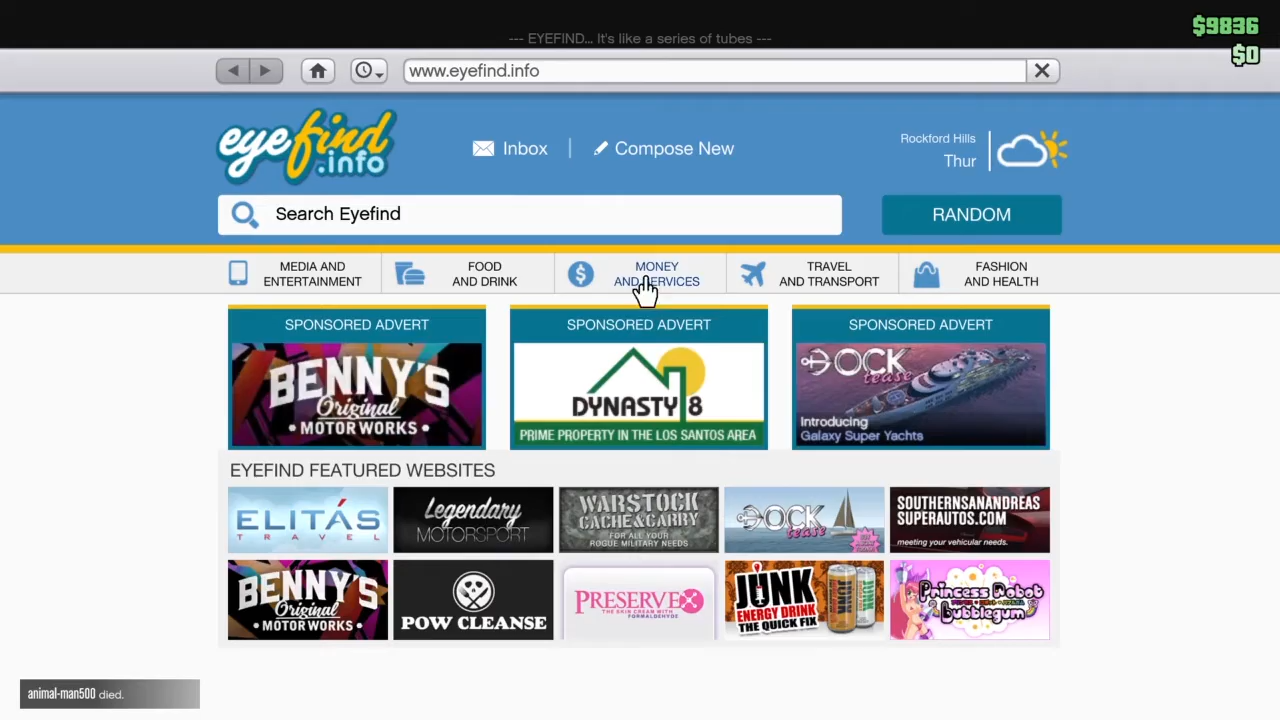 --- EYEFIND... It's like a series of tubes ---
$9836
$0
www.eyefind.info
eyefind
.info
Inbox
Compose New
Rockford Hills
Thur
Search Eyefind
RANDOM
MEDIA AND
ENTERTAINMENT
FOOD
AND DRINK
MONEY
AND SERVICES
TRAVEL
AND TRANSPORT
FASHION
AND HEALTH
SPONSORED ADVERT
BENNY'S
Original
• MOTOR WORKS •
SPONSORED ADVERT
DYNASTY 8
PRIME PROPERTY IN THE LOS SANTOS AREA
SPONSORED ADVERT
DOCK
tease
Introducing
Galaxy Super Yachts
EYEFIND FEATURED WEBSITES
ELITÁS
TRAVEL
Legendary
MOTORSPORT
WARSTOCK
CACHE & CARRY
FOR ALL YOUR
ROGUE MILITARY NEEDS
DOCK
tease
SOUTHERNSANANDREAS
SUPERAUTOS.COM
meeting your vehicular needs.
BENNY'S
Original
• MOTOR WORKS •
POW CLEANSE
PRESERVEX
THE SKIN CREAM WITH
FORMALDEHYDE
JUNK
ENERGY DRINK
THE QUICK FIX
Princess Robot
bubblegum
animal-man500 died.